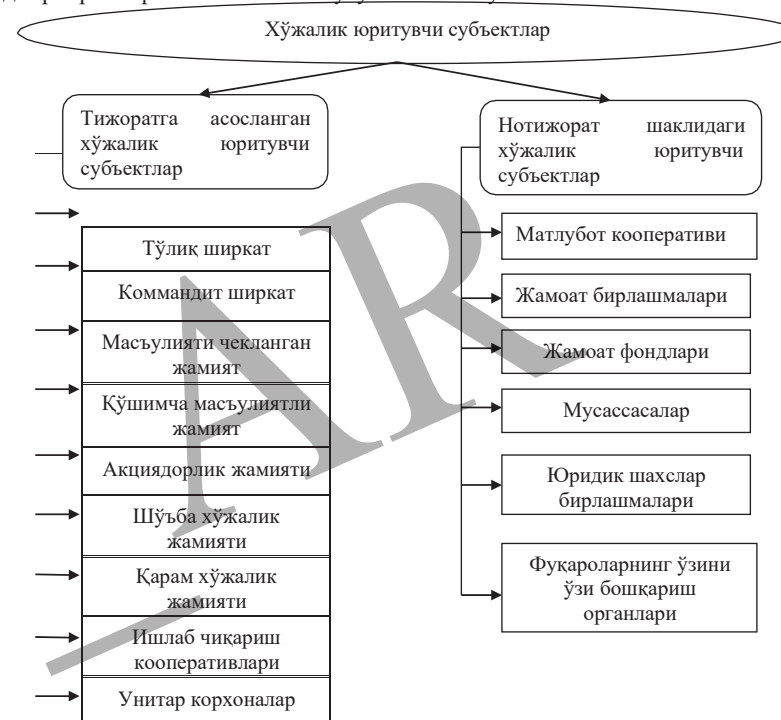 Хўжалик юритувчи субъектлар
Тижоратга асосланган
хўжалик юритувчи
субъектлар
Нотижорат шаклидаги
хўжалик юритувчи
субъектлар
Тўлиқ ширкат
Коммандит ширкат
Масъулияти чекланган
жамият
Қўшимча масъулиятли
жамият
Акциядорлик жамияти
Шўъба хўжалик
жамияти
Қарам хўжалик
жамияти
Ишлаб чиқариш
кооперативлари
Унитар корхоналар
Матлубот кооперативи
Жамоат бирлашмалари
Жамоат фондлари
Мусассасалар
Юридик шахслар
бирлашмалари
Фуқароларнинг ўзини
ўзи бошқариш
органлари
AR